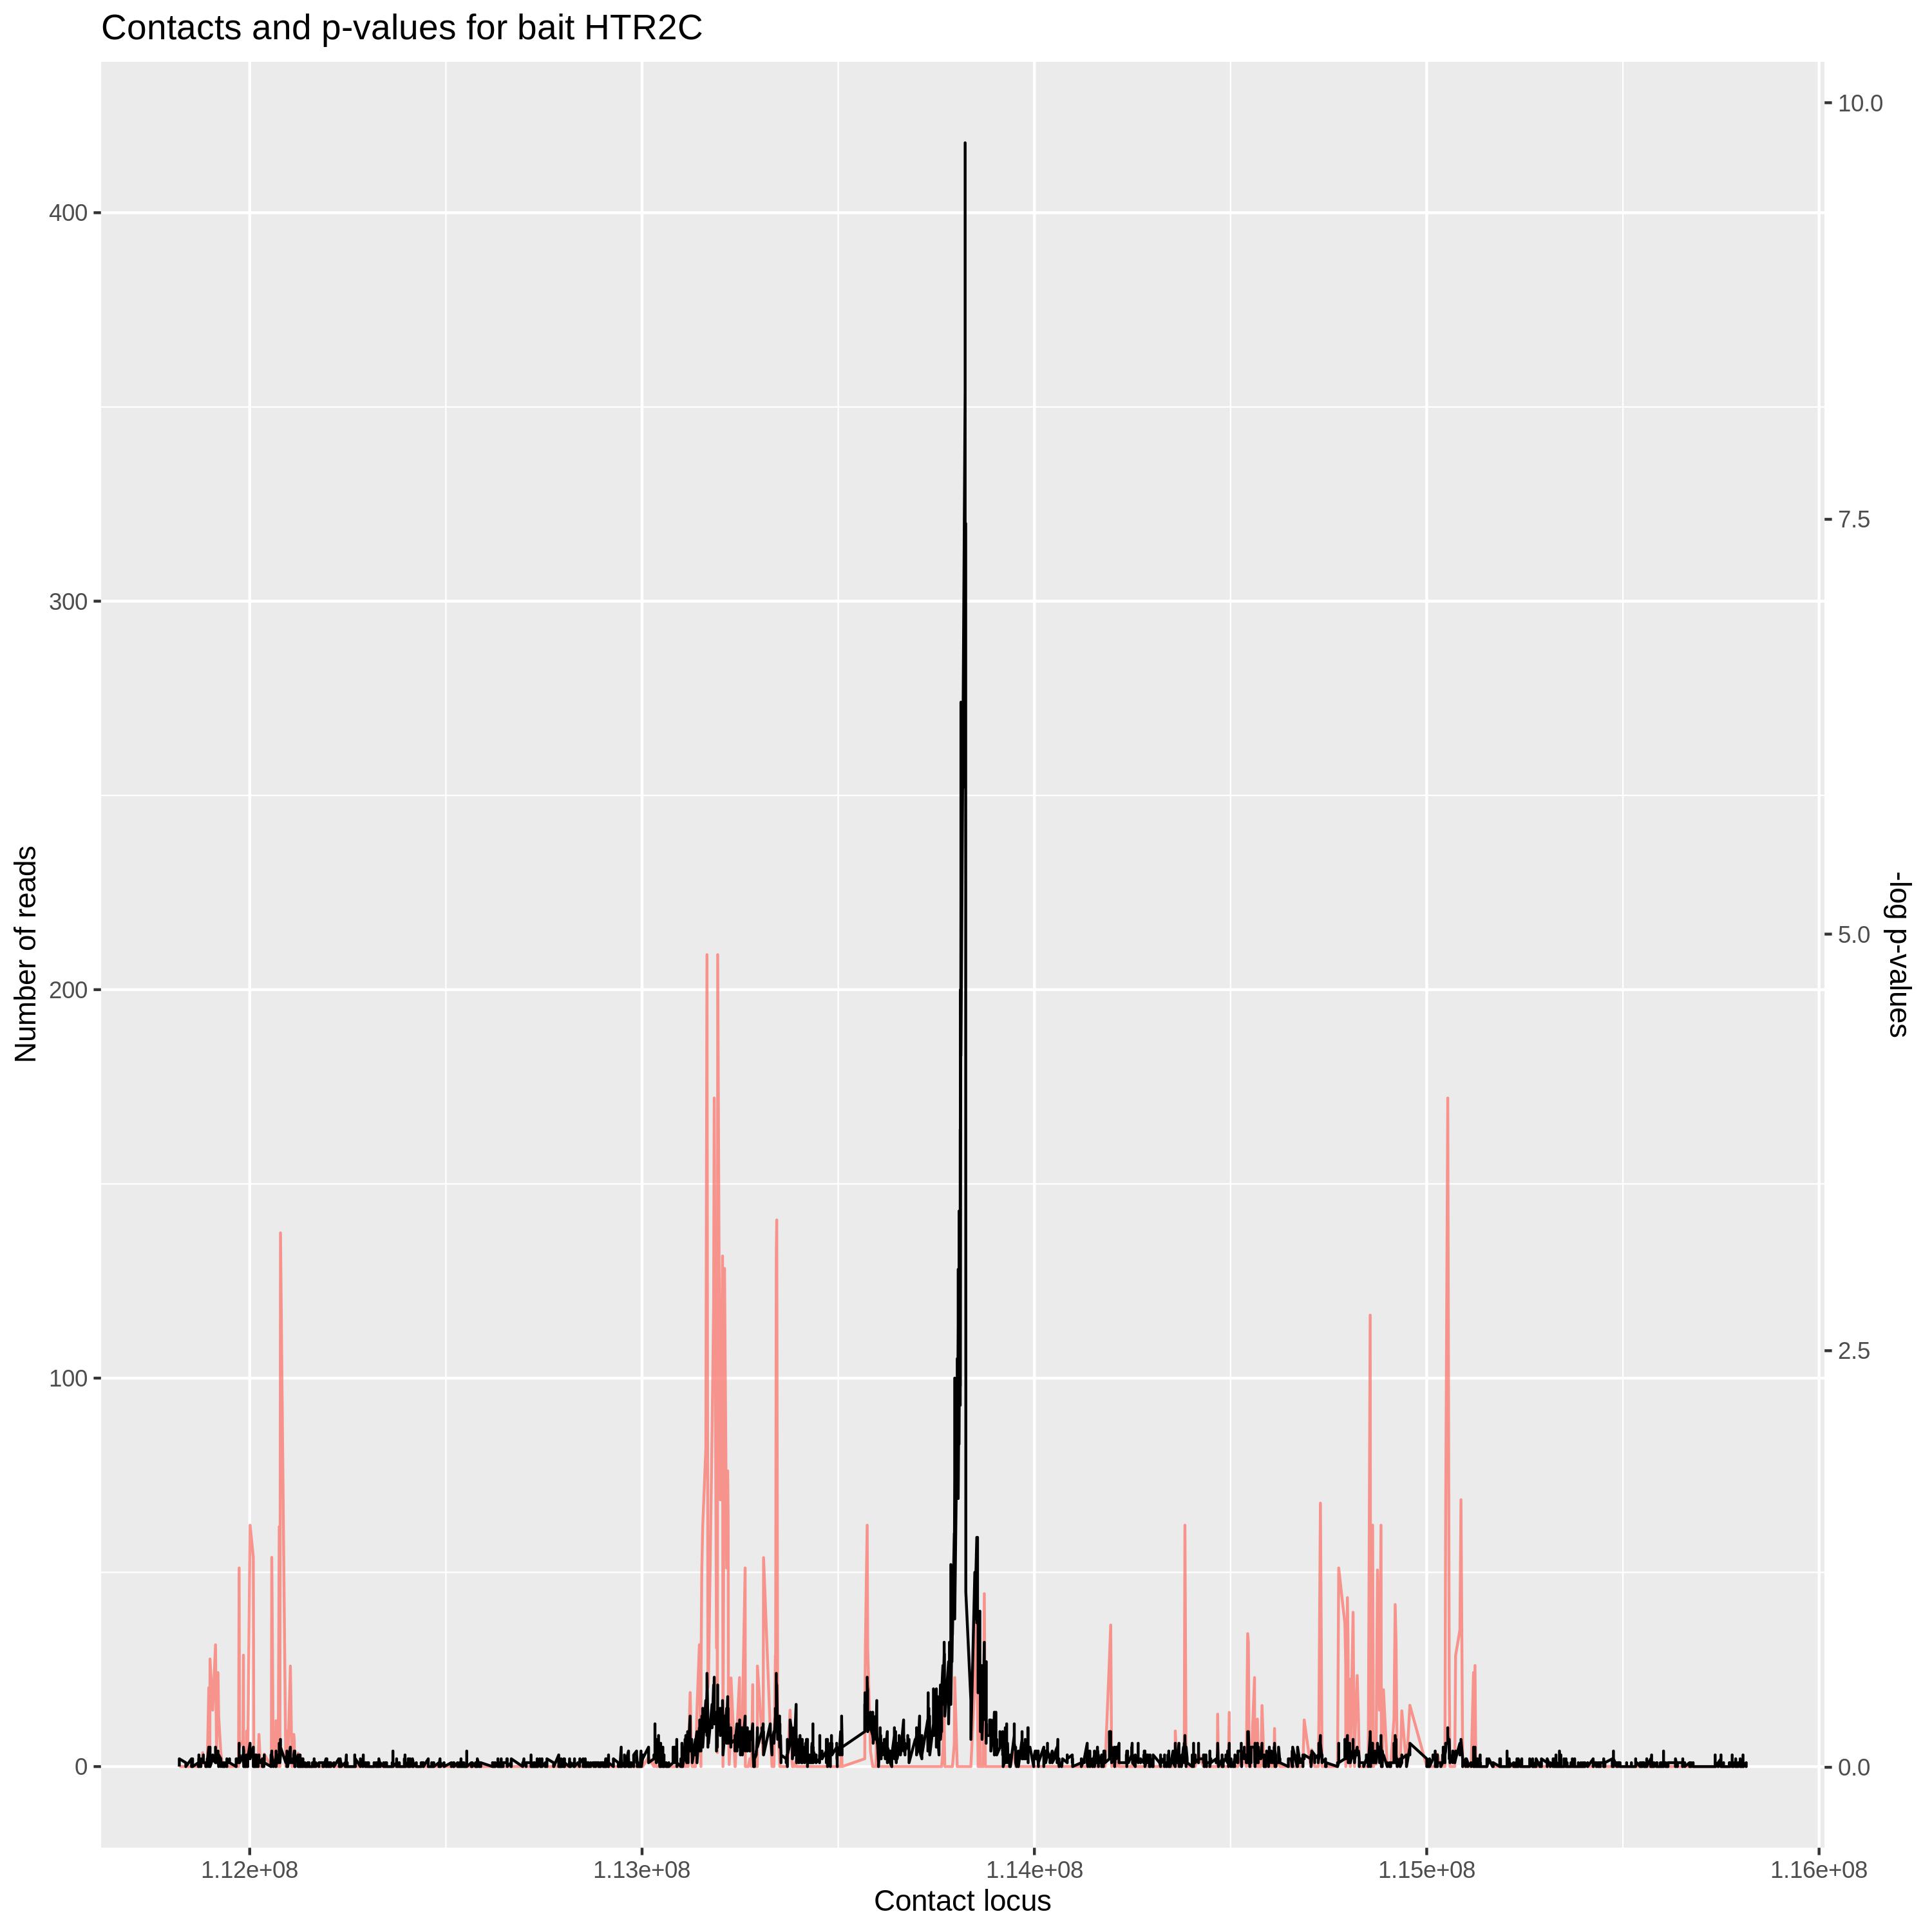 Contacts and p-values for bait HTR2C
Number of reads
400
300
200
100
0
10.0
7.5
5.0
2.5
0.0
-log p-values
1.12e+08
1.13e+08
1.14e+08
1.15e+08
1.16e+08
Contact locus